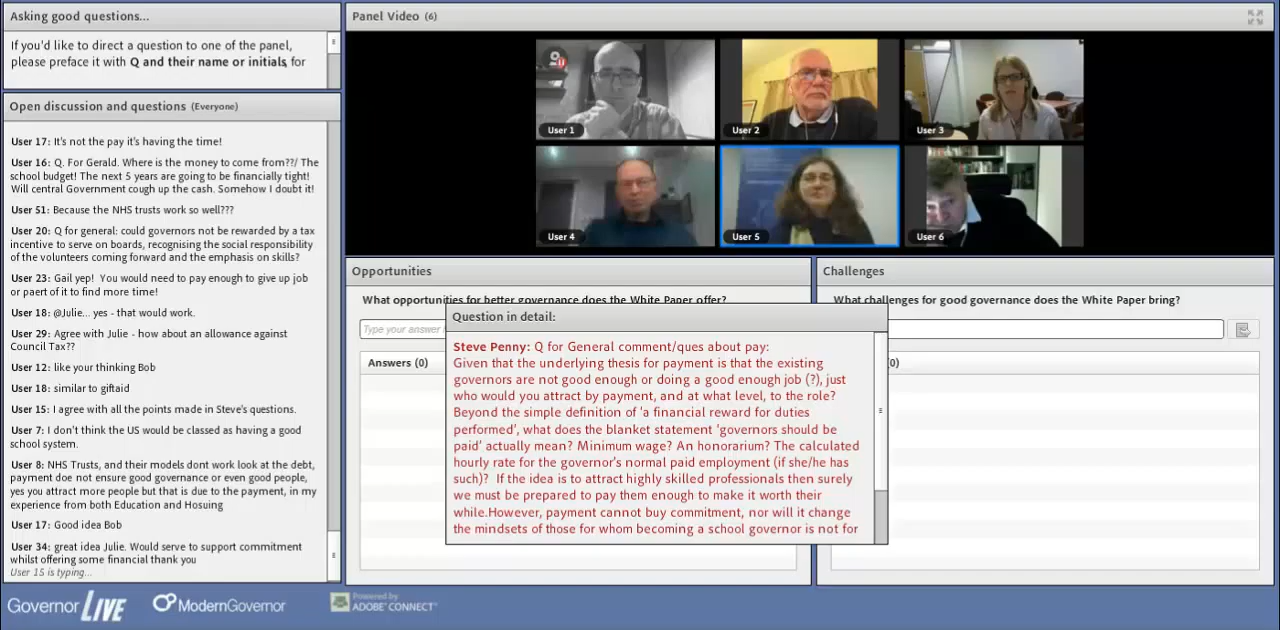 Asking good questions...
If you'd like to direct a question to one of the panel,
please preface it with Q and their name or initials, for
Open discussion and questions (Everyone)
User 17: It's not the pay it's having the time!
User 16: Q. For Gerald. Where is the money to come from??/ The
school budget! The next 5 years are going to be financially tight!
Will central Government cough up the cash. Somehow I doubt it!
User 51: Because the NHS trusts work so well???
User 20: Q for general: could governors not be rewarded by a tax
incentive to serve on boards, recognising the social responsibility
of the volunteers coming forward and the emphasis on skills?
User 23: Gail yep! You would need to pay enough to give up job
or paert of it to find more time!
User 18: @Julie... yes - that would work.
User 29: Agree with Julie - how about an allowance against
Council Tax??
User 12: like your thinking Bob
User 18: similar to giftaid
User 15: I agree with all the points made in Steve's questions.
User 7: I don't think the US would be classed as having a good
school system.
User 8: NHS Trusts, and their models dont work look at the debt,
payment doe not ensure good governance or even good people,
yes you attract more people but that is due to the payment, in my
experience from both Education and Hosuing
User 17: Good idea Bob
User 34: great idea Julie. Would serve to support commitment
whilst offering some financial thank you
User 15 is typing...
Panel Video (6)
User 1
User 2
User 3
User 4
User 5
User 6
Opportunities
What opportunities for better governance does the White Paper offer?
Type your answer
Answers (0)
Challenges
What challenges for good governance does the White Paper bring?
(0)
Question in detail:
Steve Penny: Q for General comment/ques about pay:
Given that the underlying thesis for payment is that the existing
governors are not good enough or doing a good enough job (?), just
who would you attract by payment, and at what level, to the role?
Beyond the simple definition of 'a financial reward for duties
performed', what does the blanket statement 'governors should be
paid' actually mean? Minimum wage? An honorarium? The calculated
hourly rate for the governor's normal paid employment (if she/he has
such)? If the idea is to attract highly skilled professionals then surely
we must be prepared to pay them enough to make it worth their
while.However, payment cannot buy commitment, nor will it change
the mindsets of those for whom becoming a school governor is not for
Governor LIVE
ModernGovernor
Powered by
ADOBE® CONNECT™